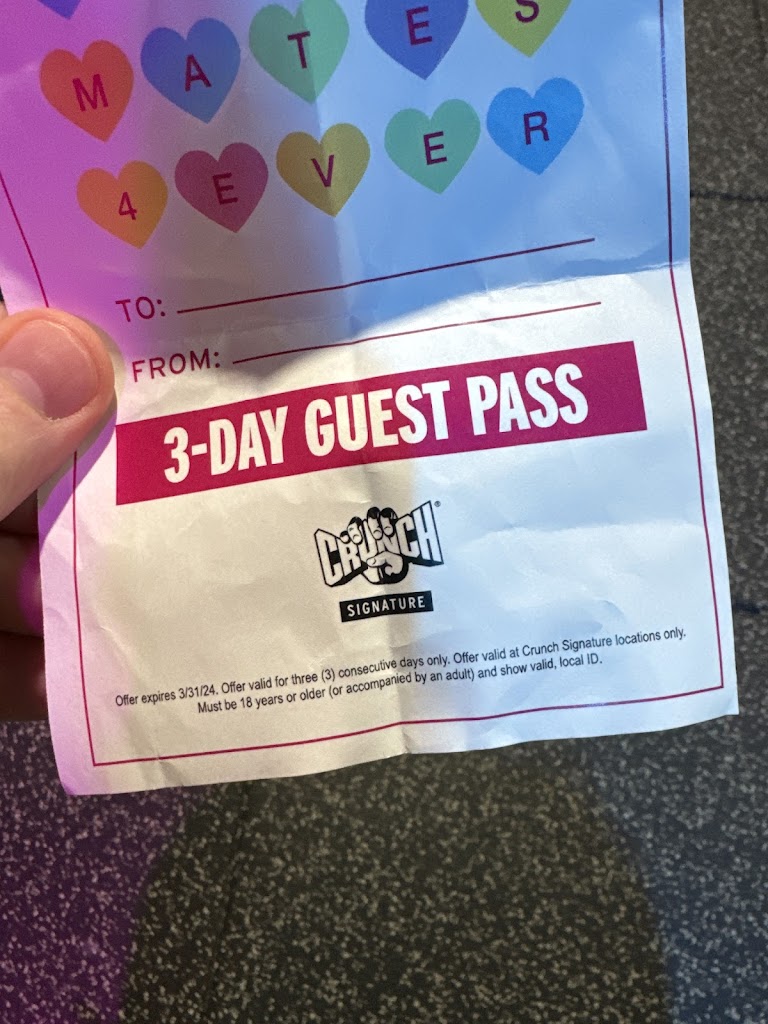 MATES
4EVER
TO:
FROM:
3-DAY GUEST PASS
CRUNCH®
SIGNATURE
Offer expires 3/31/24. Offer valid for three (3) consecutive days only. Offer valid at Crunch Signature locations only.
Must be 18 years or older (or accompanied by an adult) and show valid, local ID.